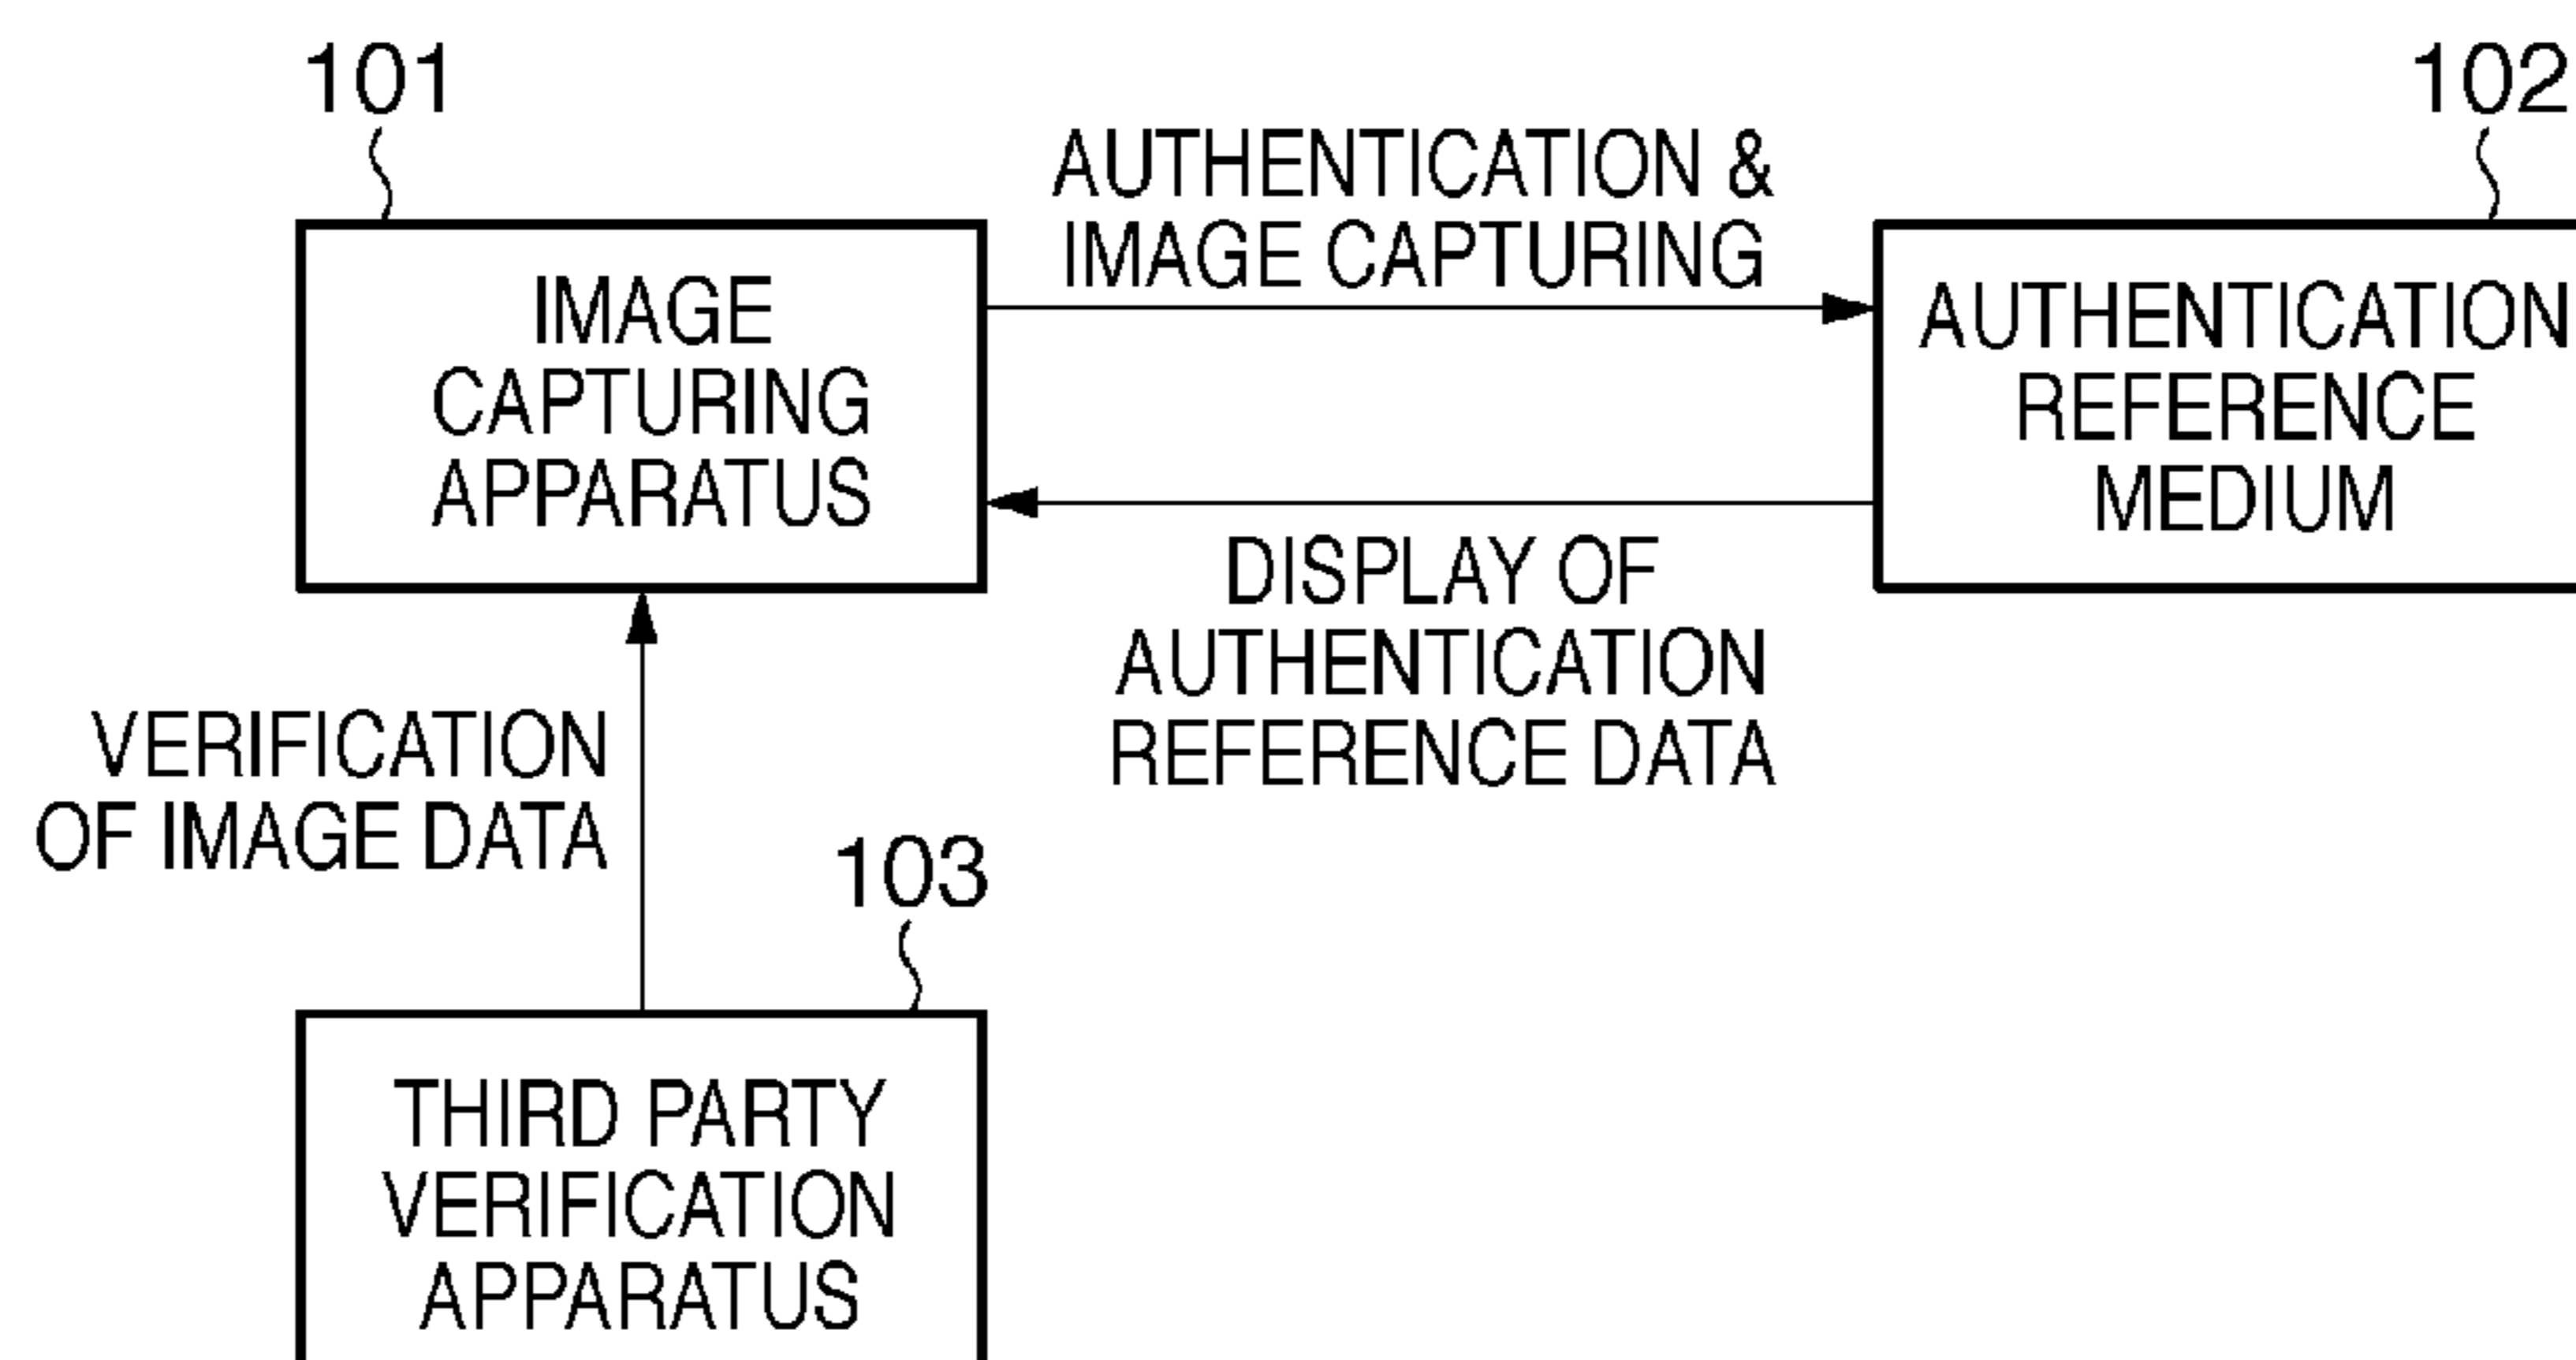 101
102
AUTHENTICATION &
IMAGE CAPTURING
IMAGE
CAPTURING
APPARATUS
AUTHENTICATION
REFERENCE
MEDIUM
DISPLAY OF
AUTHENTICATION
REFERENCE DATA
VERIFICATION
OF IMAGE DATA
103
THIRD PARTY
VERIFICATION
APPARATUS